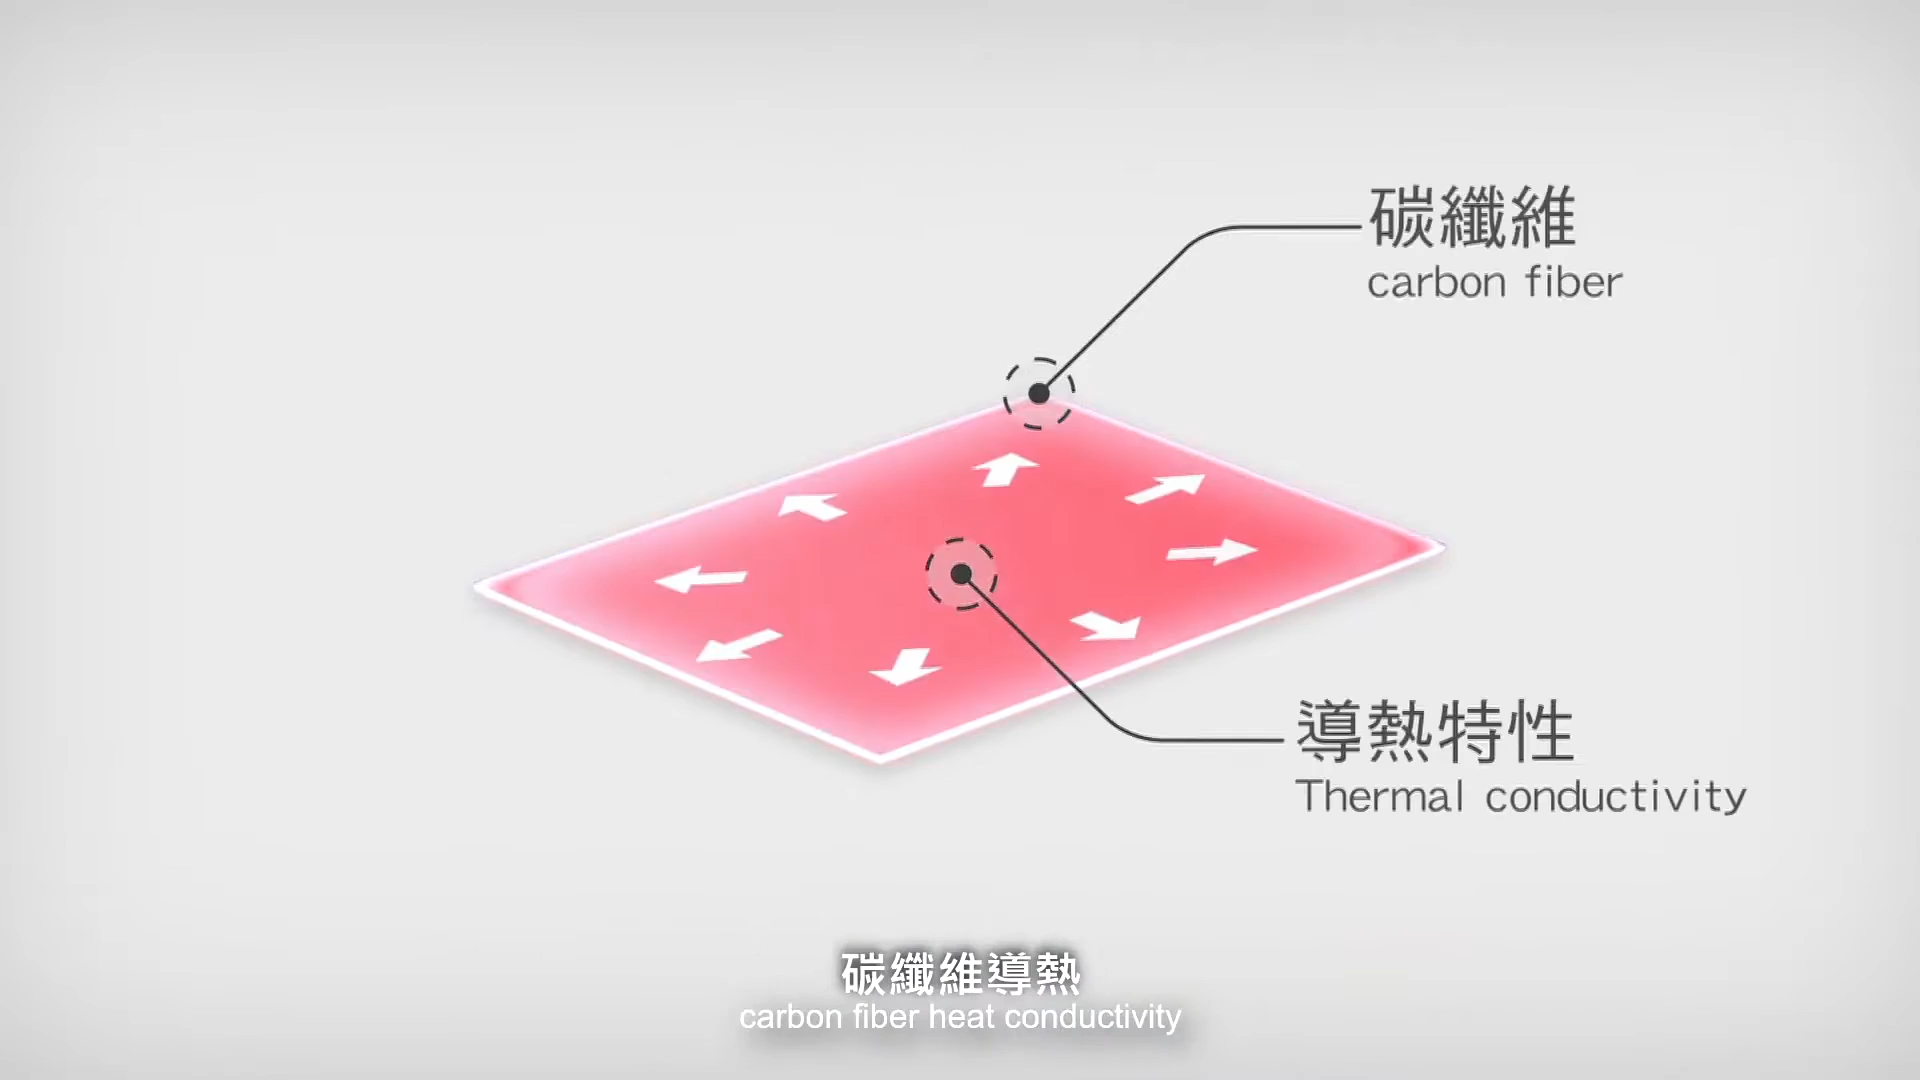 碳纖維
carbon fiber
導熱特性
Thermal conductivity
碳纖維導熱
carbon fiber heat conductivity